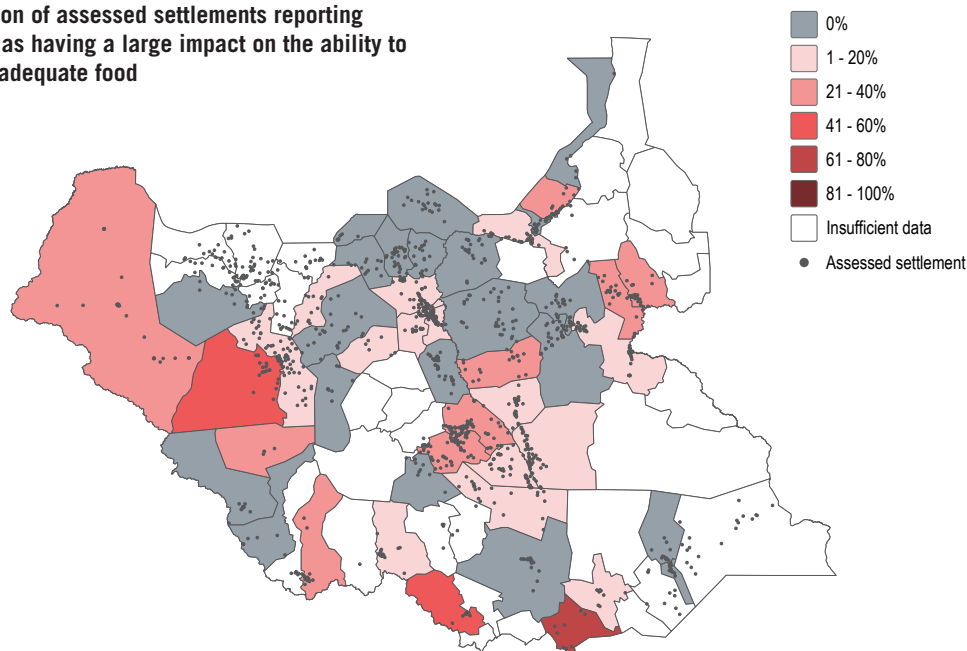 on of assessed settlements reporting
as having a large impact on the ability to
adequate food
0%
1 - 20%
21 - 40%
41 - 60%
61 - 80%
81 - 100%
Insufficient data
Assessed settlement